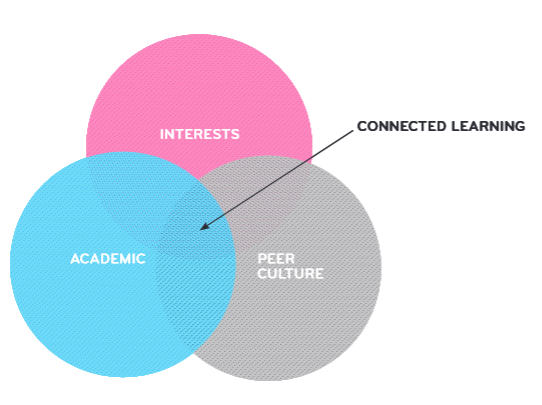 INTERESTS
CONNECTED LEARNING
ACADEMIC
PEER
CULTURE